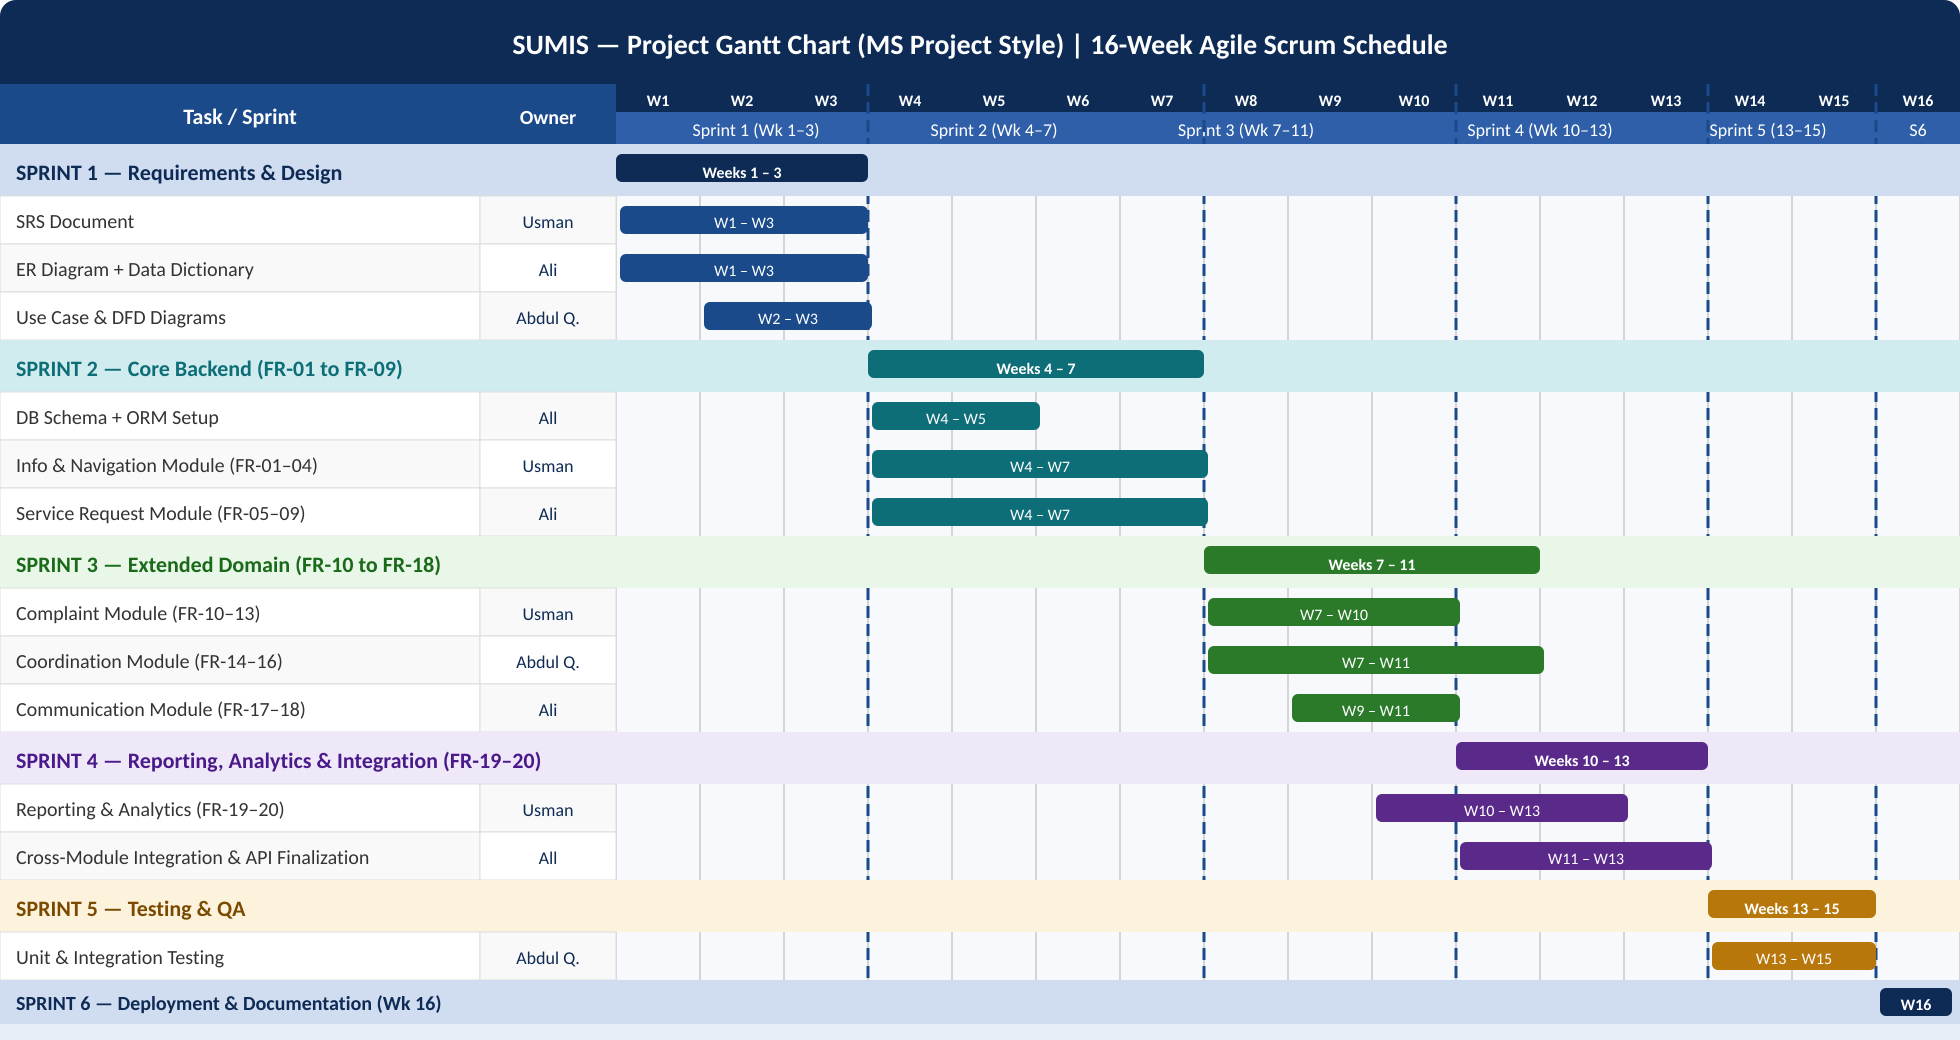 SUMIS — Project Gantt Chart (MS Project Style) | 16-Week Agile Scrum Schedule
Task / Sprint Owner W1 W2 W3 W4 W5 W6 W7 W8 W9 W10 W11 W12 W13 W14 W15 W16
Sprint 1 (Wk 1–3) Sprint 2 (Wk 4–7) Sprint 3 (Wk 7–11) Sprint 4 (Wk 10–13) Sprint 5 (13–15) S6
SPRINT 1 — Requirements & Design Weeks 1 – 3
SRS Document Usman W1 – W3
ER Diagram + Data Dictionary Ali W1 – W3
Use Case & DFD Diagrams Abdul Q. W2 – W3
SPRINT 2 — Core Backend (FR-01 to FR-09) Weeks 4 – 7
DB Schema + ORM Setup All W4 – W5
Info & Navigation Module (FR-01–04) Usman W4 – W7
Service Request Module (FR-05–09) Ali W4 – W7
SPRINT 3 — Extended Domain (FR-10 to FR-18) Weeks 7 – 11
Complaint Module (FR-10–13) Usman W7 – W10
Coordination Module (FR-14–16) Abdul Q. W7 – W11
Communication Module (FR-17–18) Ali W9 – W11
SPRINT 4 — Reporting, Analytics & Integration (FR-19–20) Weeks 10 – 13
Reporting & Analytics (FR-19–20) Usman W10 – W13
Cross-Module Integration & API Finalization All W11 – W13
SPRINT 5 — Testing & QA Weeks 13 – 15
Unit & Integration Testing Abdul Q. W13 – W15
SPRINT 6 — Deployment & Documentation (Wk 16) W16